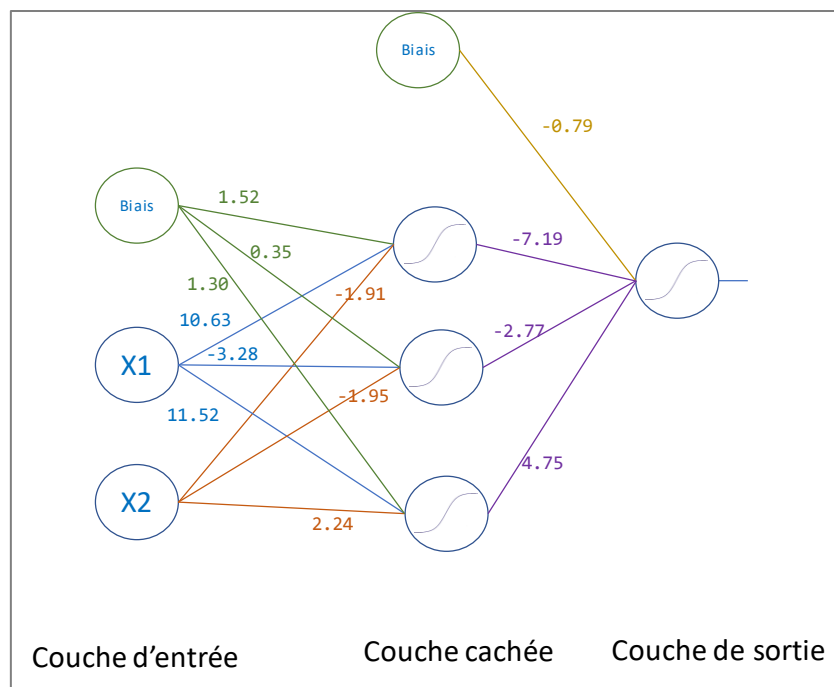 Biais
-0.79
Biais
1.52
-7.19
0.35
1.30
-1.91
10.63
-2.77
-3.28
X1
-1.95
11.52
4.75
X2
2.24
Couche d'entrée
Couche cachée
Couche de sortie